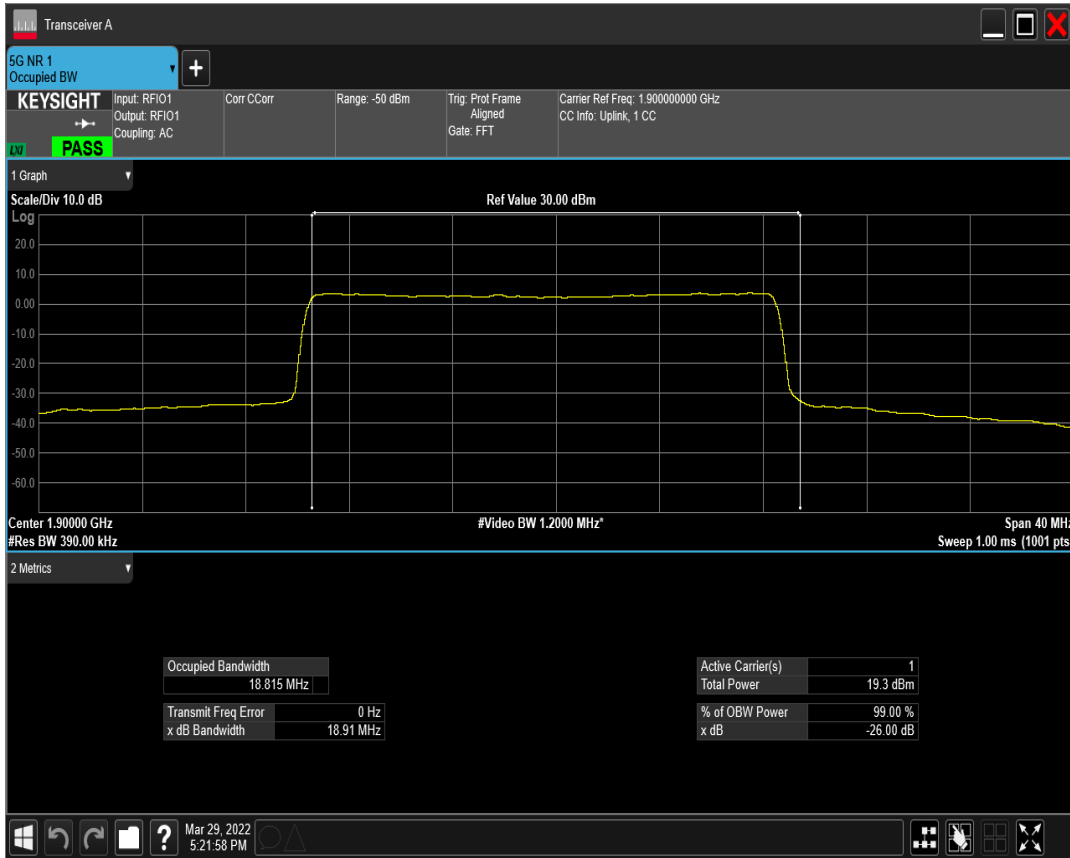 Transceiver A
5G NR 1
Occupied BW
+
KEYSIGHT
LXI
PASS
Input: RFIO1
Output: RFIO1
Coupling: AC
Corr CCorr
Range: -50 dBm
Trig: Prot Frame
Aligned
Gate: FFT
Carrier Ref Freq: 1.900000000 GHz
CC Info: Uplink, 1 CC
1 Graph
Scale/Div 10.0 dB
Ref Value 30.00 dBm
Log
20.0
10.0
0.00
-10.0
-20.0
-30.0
-40.0
-50.0
-60.0
Center 1.90000 GHz
#Video BW 1.2000 MHz*
Span 40 MHz
#Res BW 390.00 kHz
Sweep 1.00 ms (1001 pts
2 Metrics
Occupied Bandwidth
18.815 MHz
Transmit Freq Error 0 Hz
x dB Bandwidth 18.91 MHz
Active Carrier(s) 1
Total Power 19.3 dBm
% of OBW Power 99.00 %
x dB -26.00 dB
?
Mar 29, 2022
5:21:58 PM